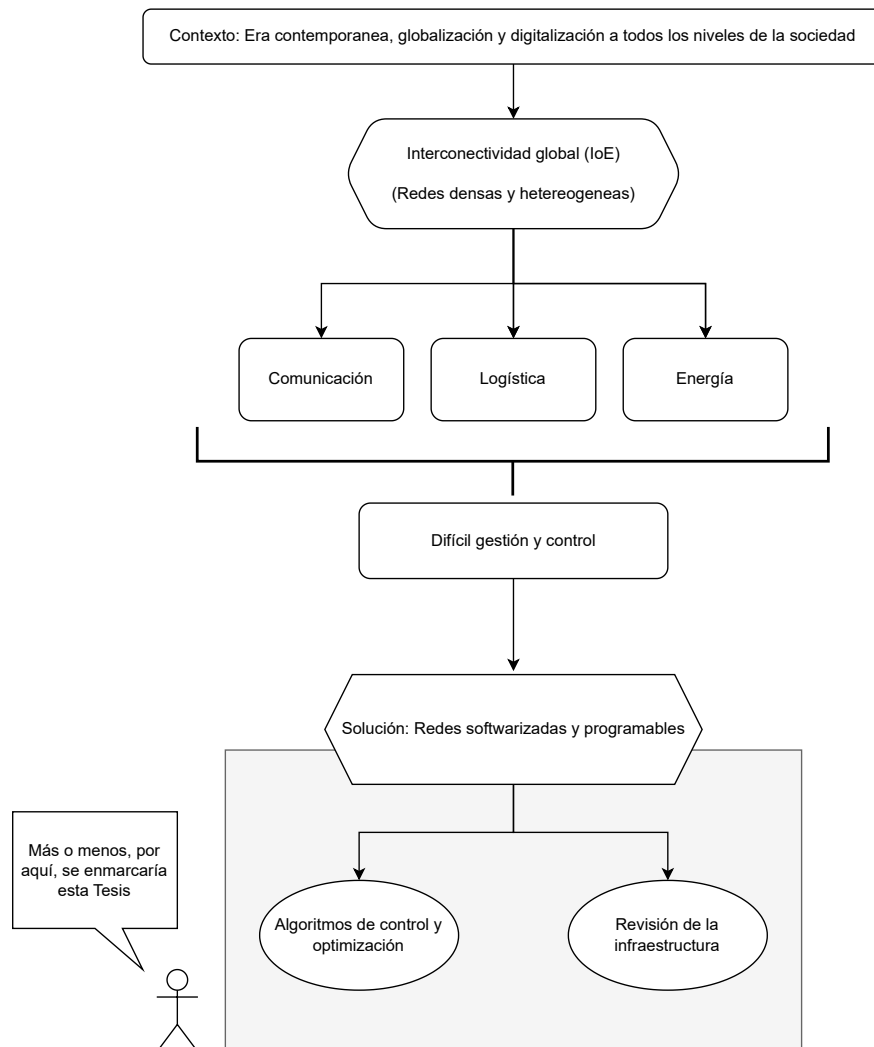 Contexto: Era contemporanea, globalización y digitalización a todos los niveles de la sociedad
Interconectividad global (IoE)
(Redes densas y hetereogeneas)
Comunicación
Logística
Energía
Difícil gestión y control
Solución: Redes softwarizadas y programables
Más o menos, por
aquí, se enmarcaría
esta Tesis
Algoritmos de control y
optimización
Revisión de la
infraestructura